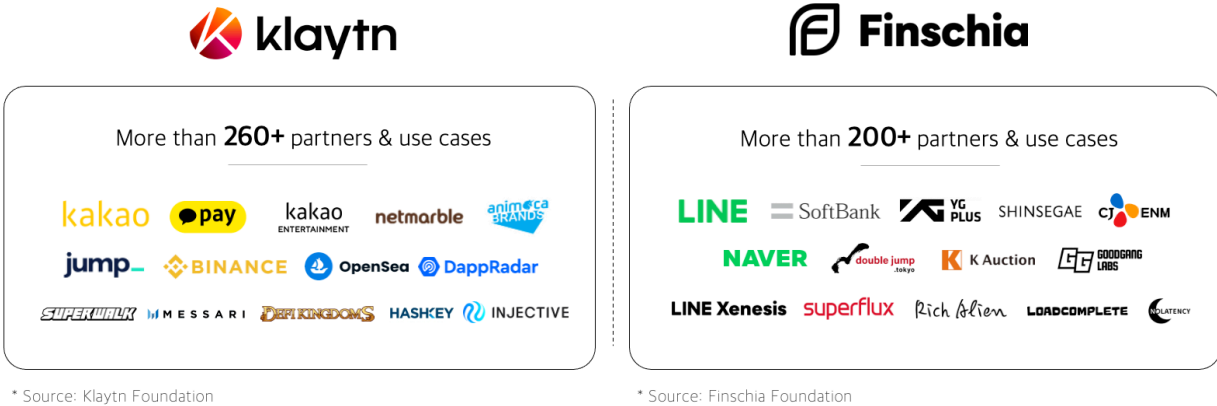 klaytn
More than 260+ partners & use cases
kakao pay kakao ENTERTAINMENT netmarble animoca BRANDS
jump_ BINANCE OpenSea DappRadar
SUPERWALK MESSARI DEFI KINGDOMS HASHKEY INJECTIVE
* Source: Klaytn Foundation
Finschia
More than 200+ partners & use cases
LINE SoftBank YG PLUS SHINSEGAE CJ ENM
NAVER double jump .tokyo K K Auction GG GOODGANG LABS
LINE Xenesis superflux Rich Alien LOADCOMPLETE NOLATENCY
* Source: Finschia Foundation